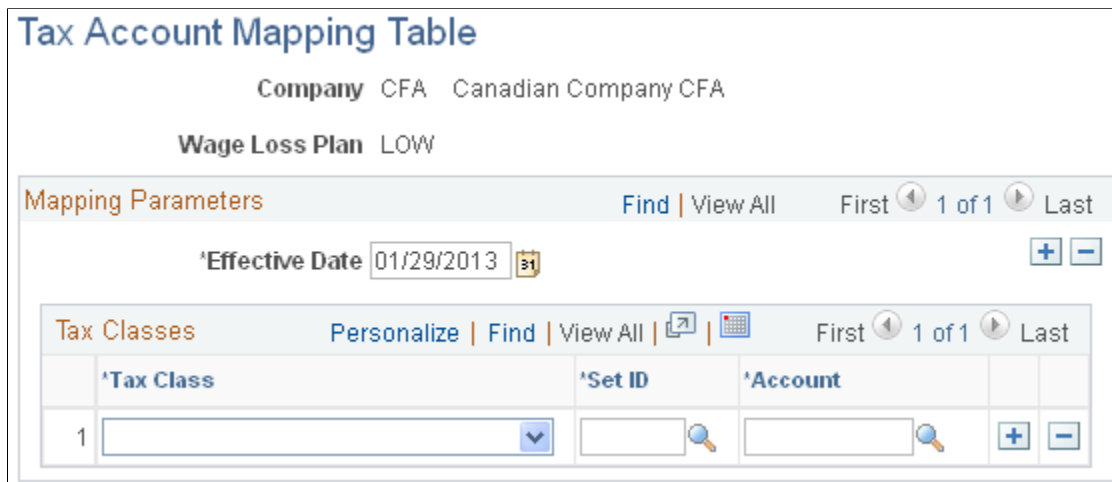 Tax Account Mapping Table
Company CFA Canadian Company CFA
Wage Loss Plan LOW
Mapping Parameters Find | View All First 1 of 1 Last
*Effective Date 01/29/2013 31
Tax Classes Personalize | Find | View All | | First 1 of 1 Last
*Tax Class *Set ID *Account
1